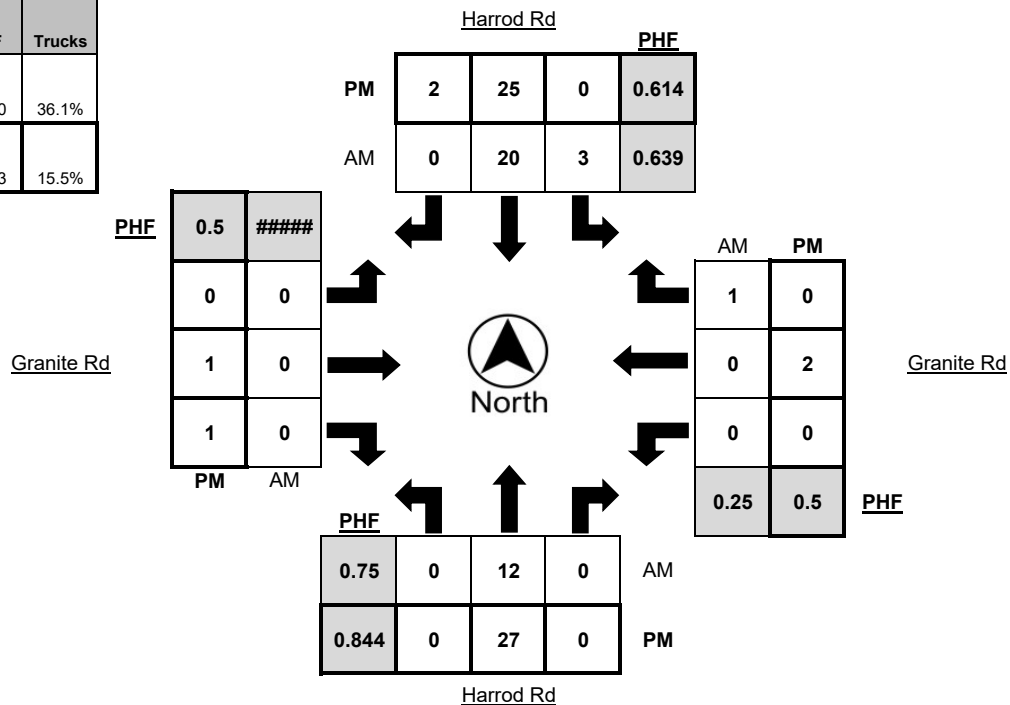 Harrod Rd
PHF
Trucks
PM 2 25 0 0.614
36.1%
AM 0 20 3 0.639
15.5%
PHF 0.5 #####
AM PM
0 0
1 0
Granite Rd
1 0
North
0 2
Granite Rd
1 0
0 0
PM AM
0.25 0.5 PHF
PHF
0.75 0 12 0 AM
0.844 0 27 0 PM
Harrod Rd